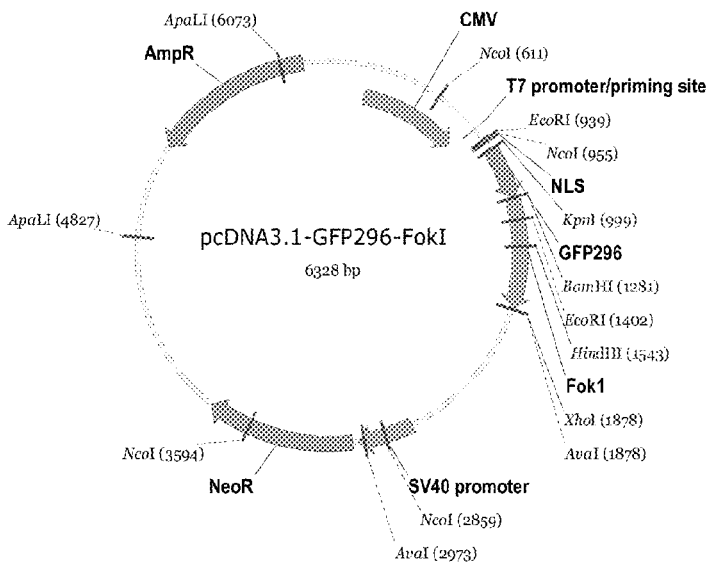 ApaLI (6073)
CMV
AmpR
NcoI (611)
T7 promoter/priming site
EcoRI (939)
NcoI (955)
NLS
ApaLI (4827)
KpnI (999)
pcDNA3.1-GFP296-FokI
GFP296
6328 bp
BamHI (1281)
EcoRI (1402)
HindIII (1543)
Fok1
XhoI (1878)
NcoI (3594)
AvaI (1878)
NeoR
SV40 promoter
NcoI (2859)
AvaI (2973)